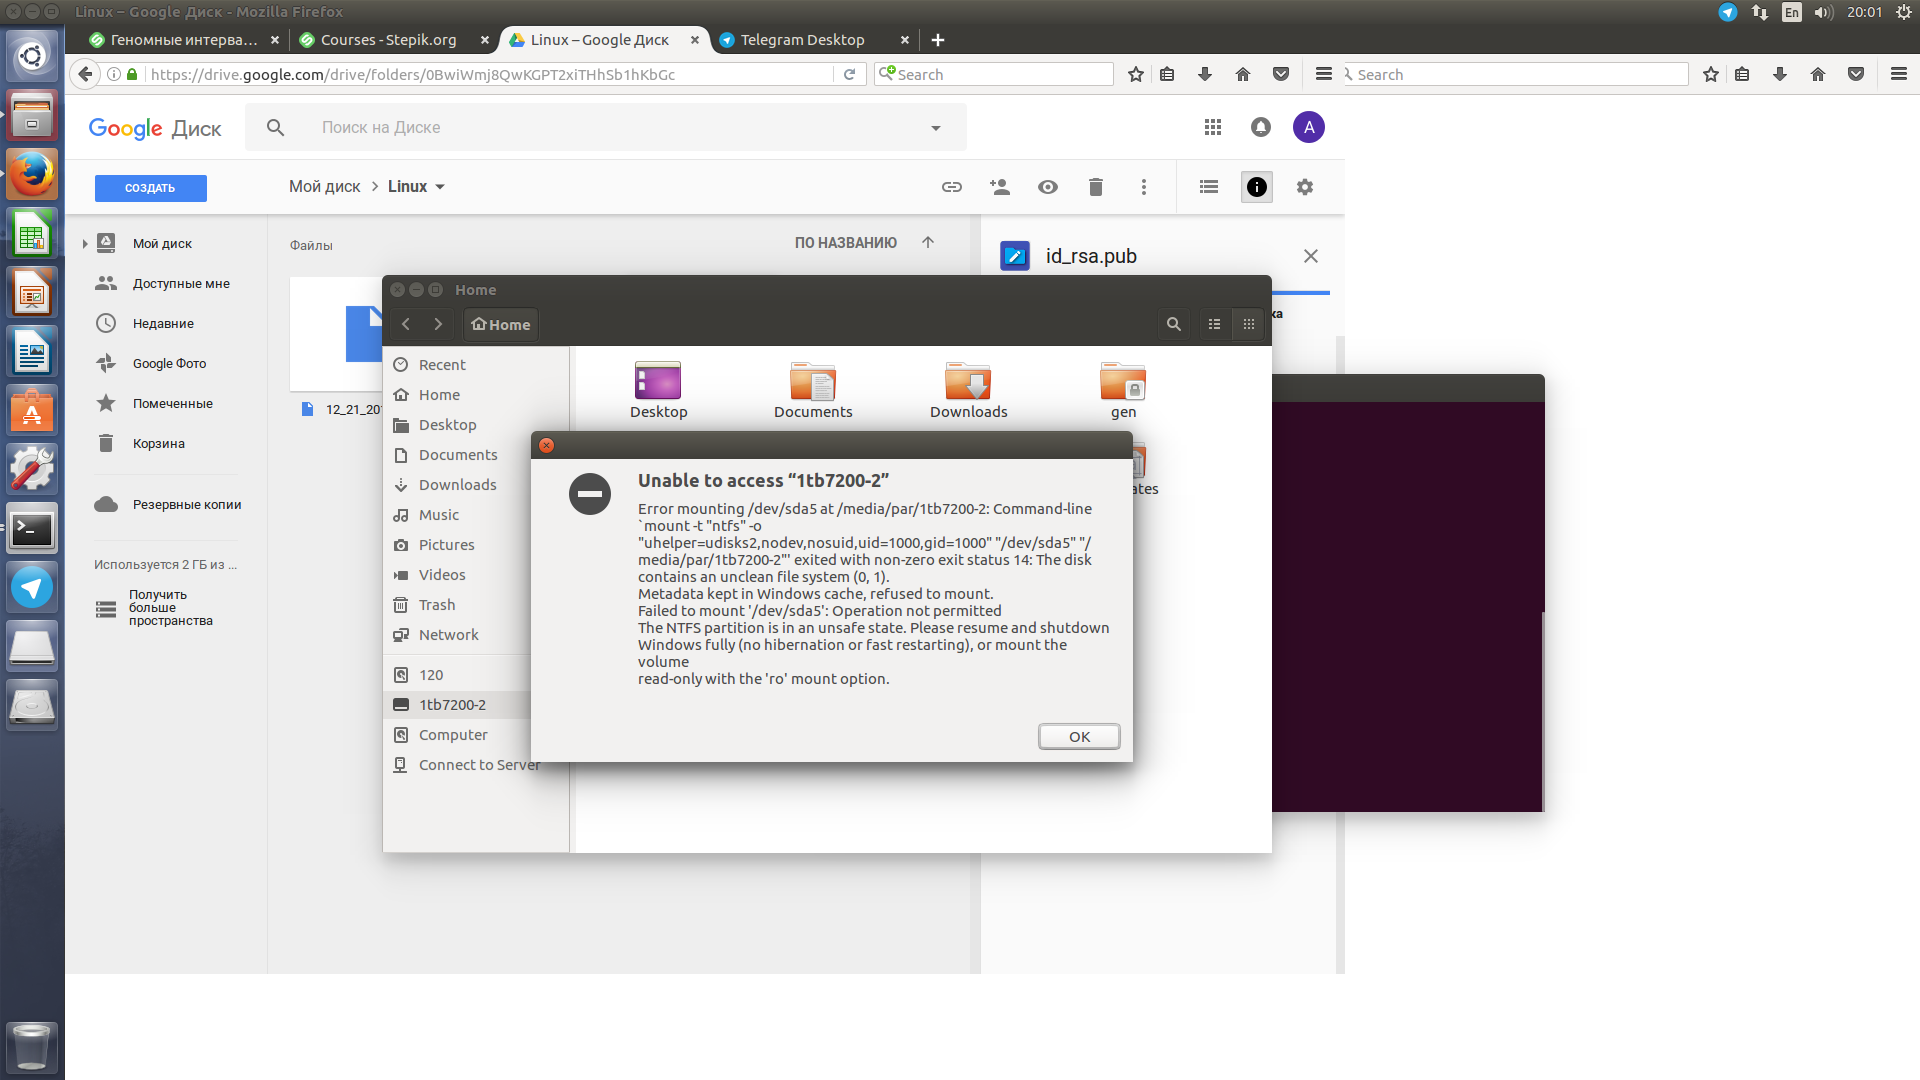 Linux – Google Диск - Mozilla Firefox
En
20:01
Геномные интерва...
Courses - Stepik.org
Linux – Google Диск
Telegram Desktop
https://drive.google.com/drive/folders/0BwiWmj8QwKGPT2xiTHhSb1hKbGc
Search
Search
Google Диск
Поиск на Диске
A
СОЗДАТЬ
Мой диск
Linux
Мой диск
Доступные мне
Недавние
Google Фото
Помеченные
Корзина
Резервные копии
Используется 2 ГБ из ...
Получить
больше
пространства
Файлы
ПО НАЗВАНИЮ
12_21_20
id_rsa.pub
ка
Home
Home
Recent
Home
Desktop
Documents
Downloads
Music
Pictures
Videos
Trash
Network
120
1tb7200-2
Computer
Connect to Server
Desktop
Documents
Downloads
gen
ates
Unable to access “1tb7200-2”
Error mounting /dev/sda5 at /media/par/1tb7200-2: Command-line
`mount -t "ntfs" -o
"uhelper=udisks2,nodev,nosuid,uid=1000,gid=1000" "/dev/sda5" "/
media/par/1tb7200-2"' exited with non-zero exit status 14: The disk
contains an unclean file system (0, 1).
Metadata kept in Windows cache, refused to mount.
Failed to mount '/dev/sda5': Operation not permitted
The NTFS partition is in an unsafe state. Please resume and shutdown
Windows fully (no hibernation or fast restarting), or mount the
volume
read-only with the 'ro' mount option.
OK